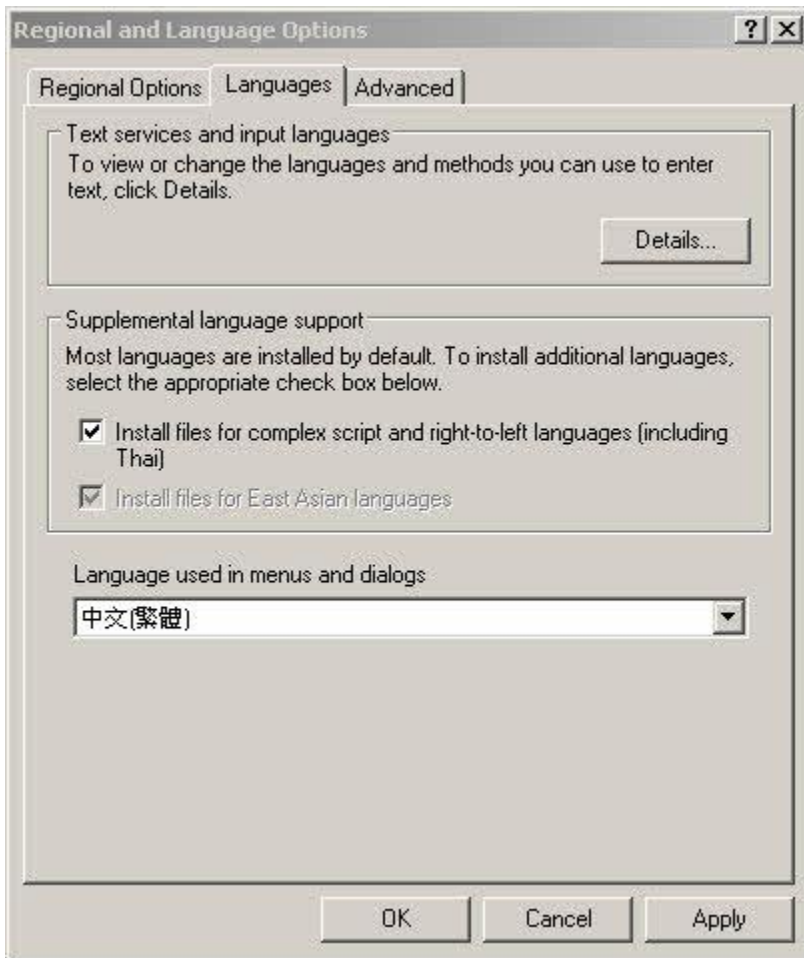 Regional and Language Options
Regional Options
Languages
Advanced
Text services and input languages
To view or change the languages and methods you can use to enter
text, click Details.
Details...
Supplemental language support
Most languages are installed by default. To install additional languages,
select the appropriate check box below.
Install files for complex script and right-to-left languages (including
Thai)
Install files for East Asian languages
Language used in menus and dialogs
中文(繁體)
OK
Cancel
Apply